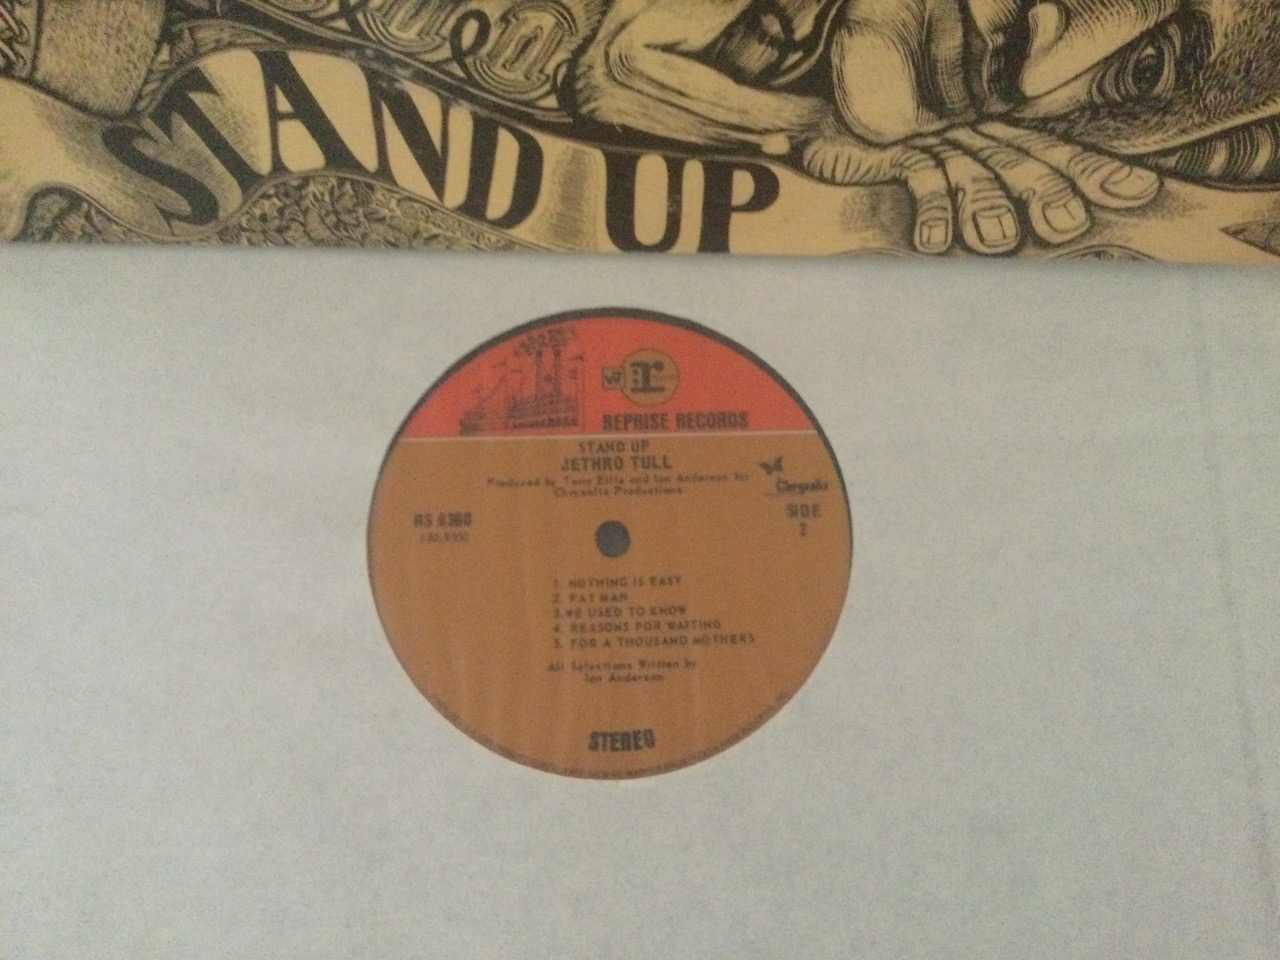 STAND UP
W7 r:
REPRISE RECORDS
STAND UP
JETHRO TULL
Produced by Terry Ellis and Ian Anderson for
Chrysalis Productions
Chrysalis
RS 6360
SIDE
2
1. NOTHING IS EASY
2. FAT MAN
3. WE USED TO KNOW
4. REASONS FOR WAITING
5. FOR A THOUSAND MOTHERS
All Selections Written by
Ian Anderson
STEREO